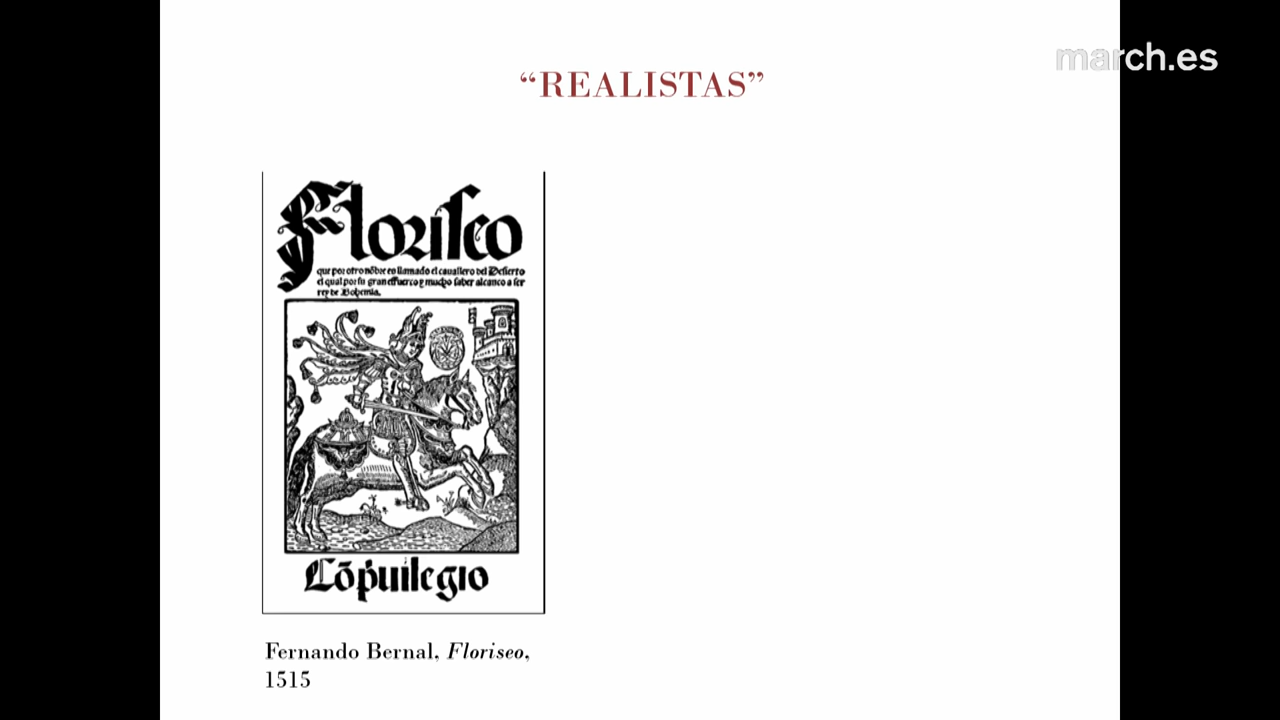 march.es
“REALISTAS”
Floriseo
que por otro nõbre es llamado el cauallero del Desierto
el qual por su gran esfuerço y mucho saber alcanço a ser
rey de Bohemia.
Cõ puilegio
Fernando Bernal, Floriseo,
1515